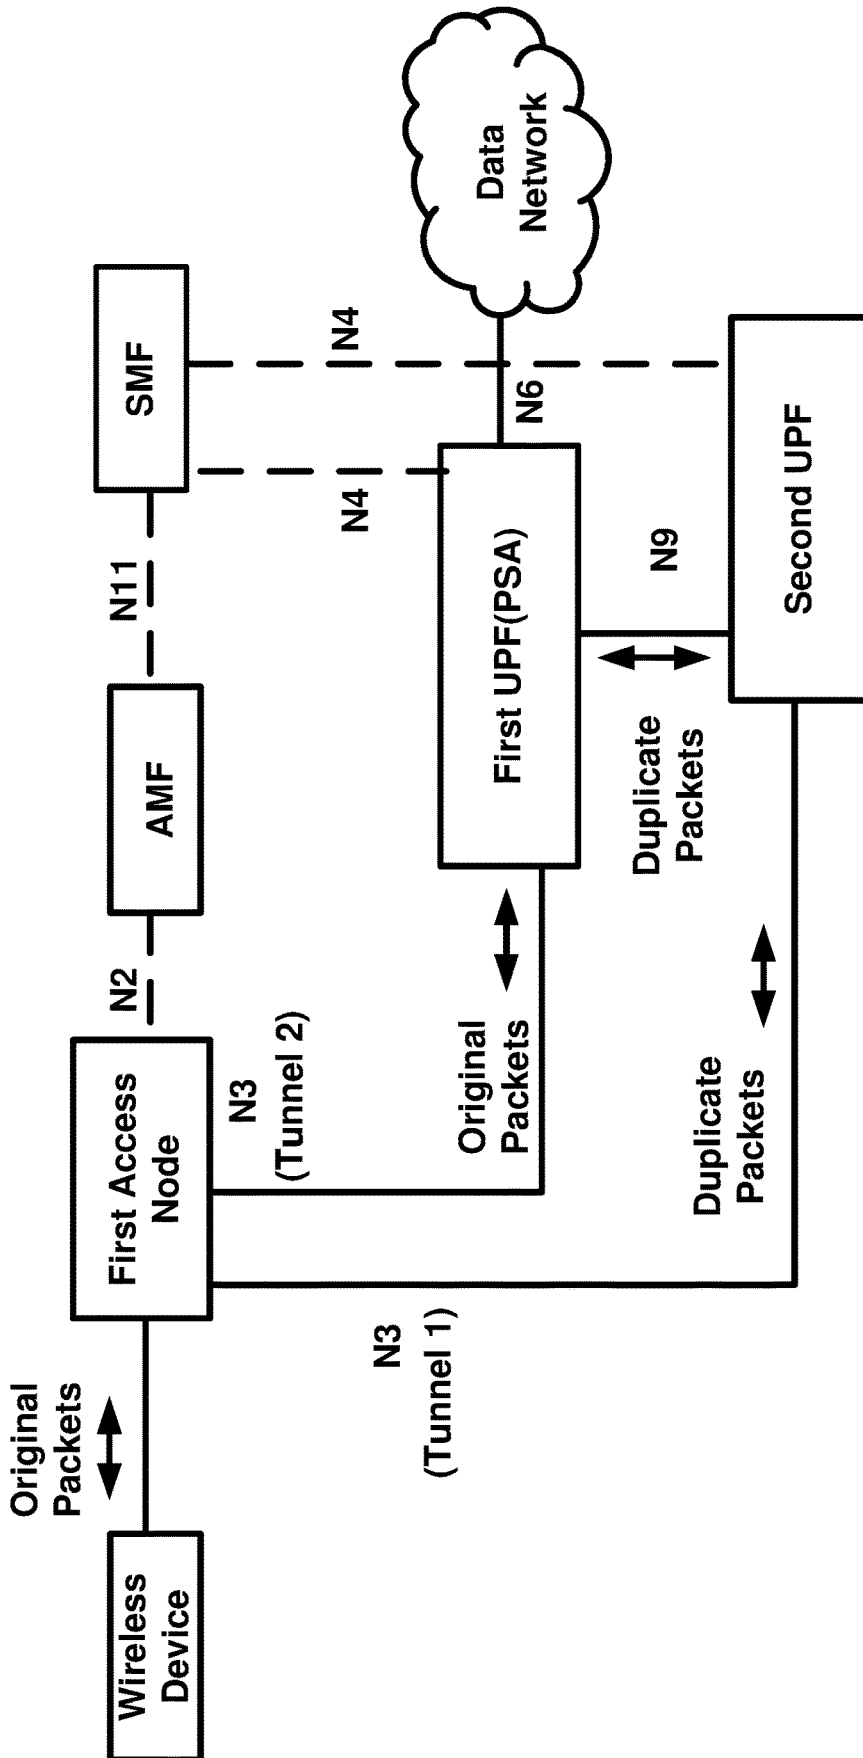 Original
Packets
Wireless
Device
First Access
Node
N2
AMF
N11
SMF
N3
(Tunnel 2)
N4
N4
N3
(Tunnel 1)
Original
Packets
First UPF(PSA)
N6
Data
Network
Duplicate
Packets
N9
Duplicate
Packets
Second UPF